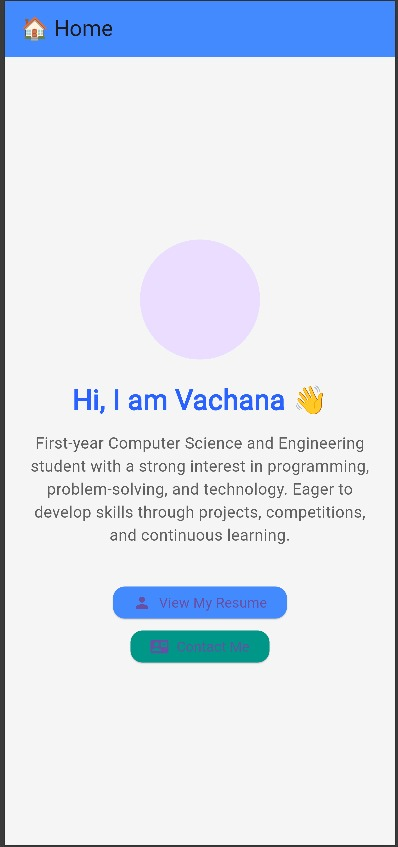 🏠 Home
Hi, I am Vachana 👋
First-year Computer Science and Engineering
student with a strong interest in programming,
problem-solving, and technology. Eager to
develop skills through projects, competitions,
and continuous learning.
View My Resume
Contact Me